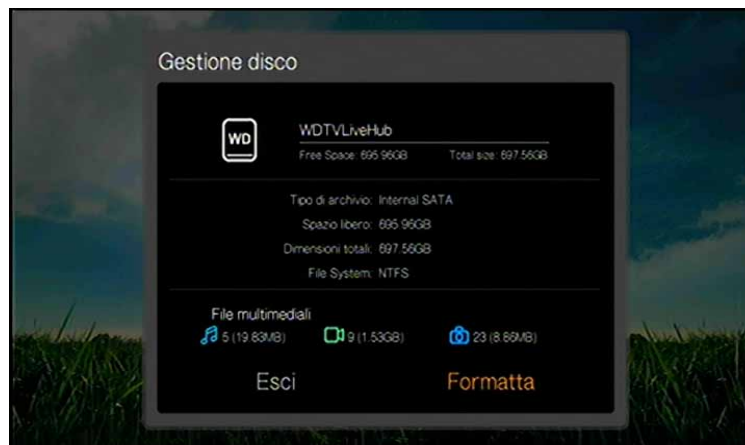 Gestione disco
WD
WDTVLiveHub
Free Space: 695.96GB Total size: 697.56GB
Tipo di archivio: Internal SATA
Spazio libero: 695.96GB
Dimensioni totali: 697.56GB
File System: NTFS
File multimediali
5 (19.83MB) 9 (1.53GB) 23 (8.86MB)
Esci Formatta